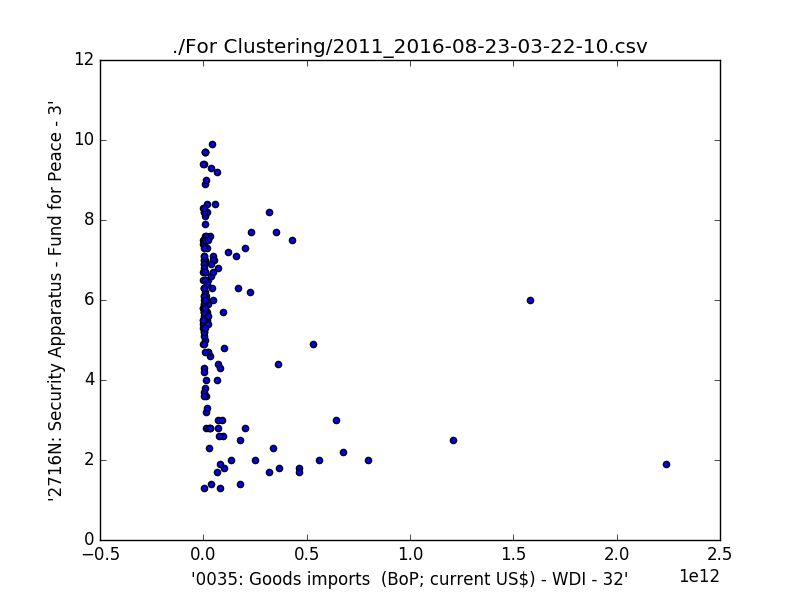 ./For Clustering/2011_2016-08-23-03-22-10.csv
12
10
8
6
4
2
0
'2716N: Security Apparatus - Fund for Peace - 3'
−0.5 0.0 0.5 1.0 1.5 2.0 2.5
1e12
'0035: Goods imports  (BoP; current US$) - WDI - 32'